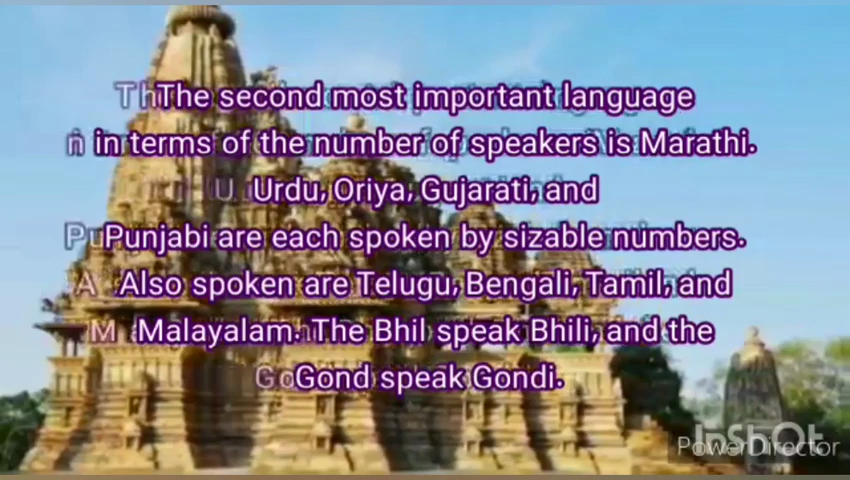 The second most important language
in terms of the number of speakers is Marathi.
Urdu, Oriya, Gujarati, and
Punjabi are each spoken by sizable numbers.
Also spoken are Telugu, Bengali, Tamil, and
Malayalam. The Bhil speak Bhili, and the
Gond speak Gondi.
InShOt
PowerDirector